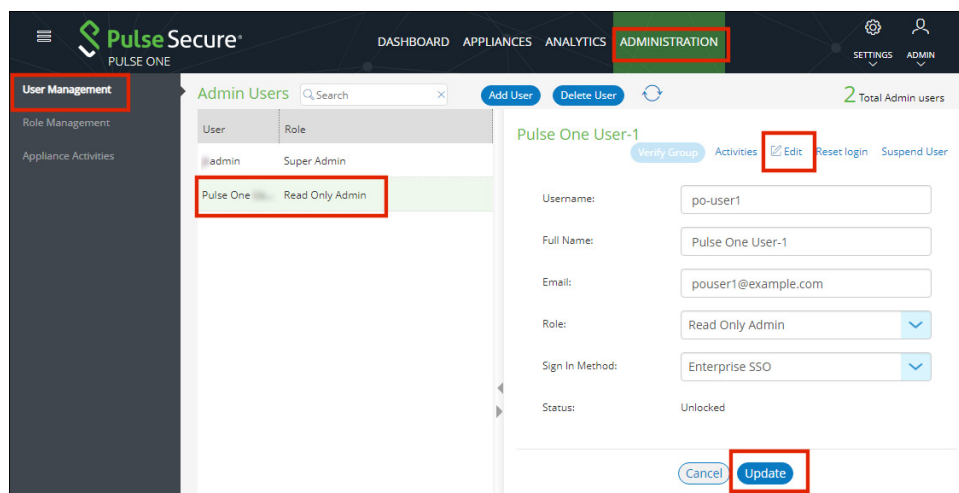 Pulse Secure®
PULSE ONE
DASHBOARD APPLIANCES ANALYTICS ADMINISTRATION
SETTINGS ADMIN
User Management
Role Management
Appliance Activities
Admin Users Search × Add User Delete User 2 Total Admin users
User Role
admin Super Admin
Pulse One Read Only Admin
Pulse One User-1
Verify Group Activities Edit Reset login Suspend User
Username: po-user1
Full Name: Pulse One User-1
Email: pouser1@example.com
Role: Read Only Admin
Sign In Method: Enterprise SSO
Status: Unlocked
Cancel Update